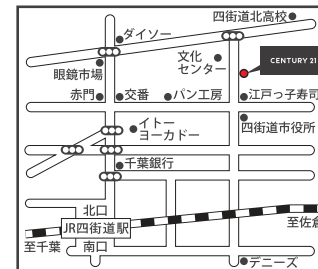 四街道北高校
ダイソー
文化
センター
CENTURY 21
眼鏡市場
赤門
交番
パン工房
江戸っ子寿司
イトー
ヨーカドー
四街道市役所
千葉銀行
北口
JR四街道駅
至千葉
南口
至佐倉
デニーズ